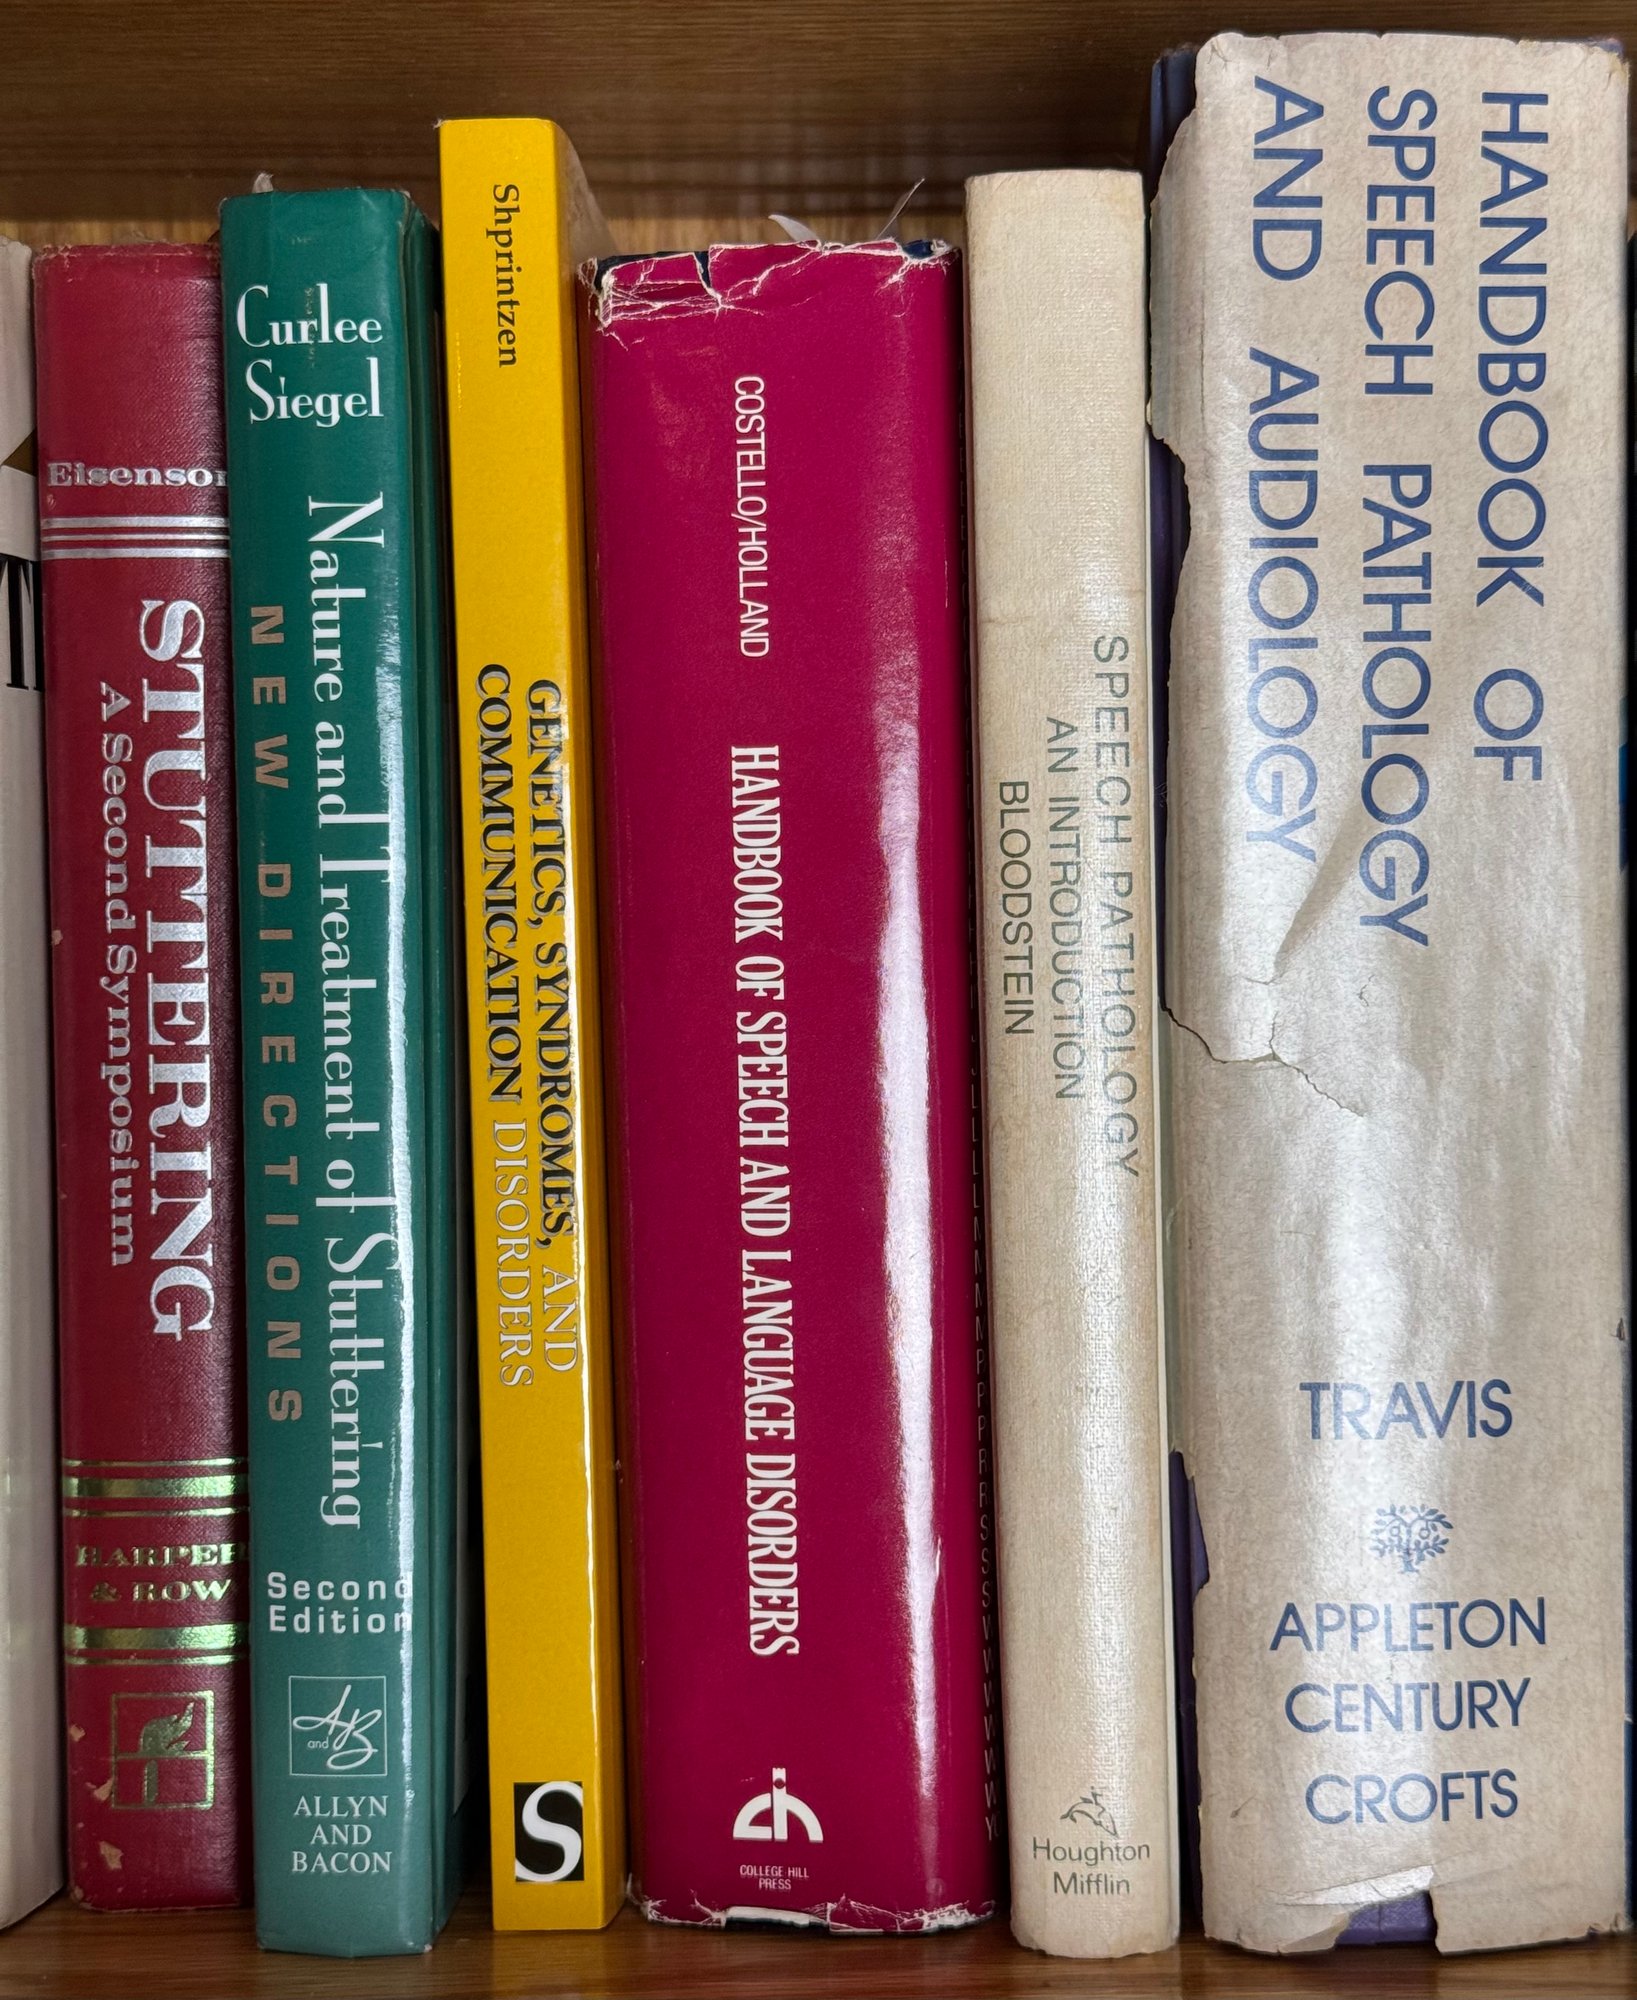 Eisenson
STUTTERING
A Second Symposium
HARPER
& ROW
Curlee
Siegel
Nature and Treatment of Stuttering
NEW DIRECTIONS
Second
Edition
A and B
ALLYN
AND
BACON
Shprintzen
GENETICS, SYNDROMES, AND
COMMUNICATION DISORDERS
S
COSTELLO/HOLLAND
HANDBOOK OF SPEECH AND LANGUAGE DISORDERS
COLLEGE HILL
PRESS
SPEECH PATHOLOGY
AN INTRODUCTION
BLOODSTEIN
Houghton
Mifflin
HANDBOOK OF
SPEECH PATHOLOGY
AND AUDIOLOGY
TRAVIS
APPLETON
CENTURY
CROFTS